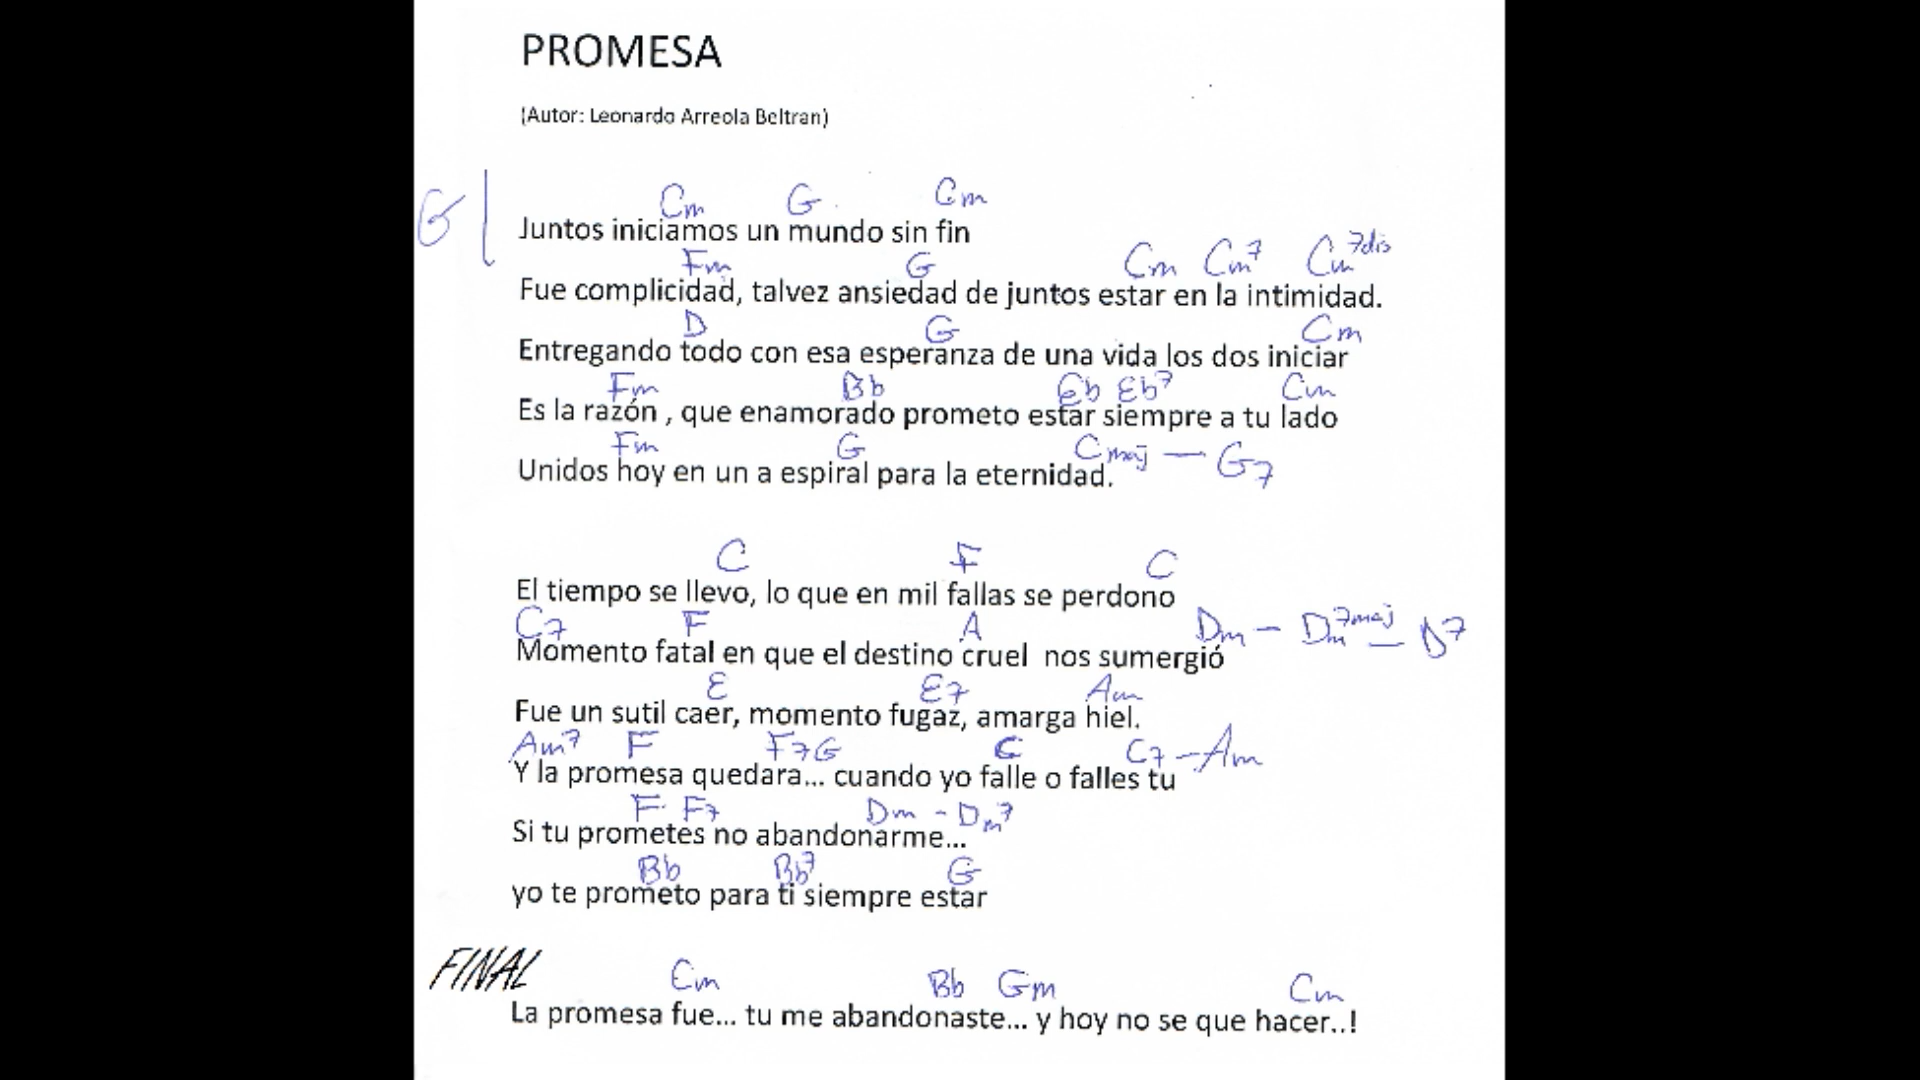 PROMESA
(Autor: Leonardo Arreola Beltran)
G | Cm G Cm
Juntos iniciamos un mundo sin fin
Fm G Cm Cm7 Cm7dis
Fue complicidad, talvez ansiedad de juntos estar en la intimidad.
D G Cm
Entregando todo con esa esperanza de una vida los dos iniciar
Fm Bb Eb Eb7 Cm
Es la razón , que enamorado prometo estar siempre a tu lado
Fm G Cmaj — G7
Unidos hoy en un a espiral para la eternidad.
C F C
El tiempo se llevo, lo que en mil fallas se perdono
C7 F A Dm - Dm7maj - D7
Momento fatal en que el destino cruel nos sumergió
E E7 Am
Fue un sutil caer, momento fugaz, amarga hiel.
Am7 F F7 G C C7 - Am
Y la promesa quedara... cuando yo falle o falles tu
F F7 Dm - Dm7
Si tu prometes no abandonarme...
Bb Bb7 G
yo te prometo para ti siempre estar
FINAL Cm Bb Gm Cm
La promesa fue... tu me abandonaste... y hoy no se que hacer..!